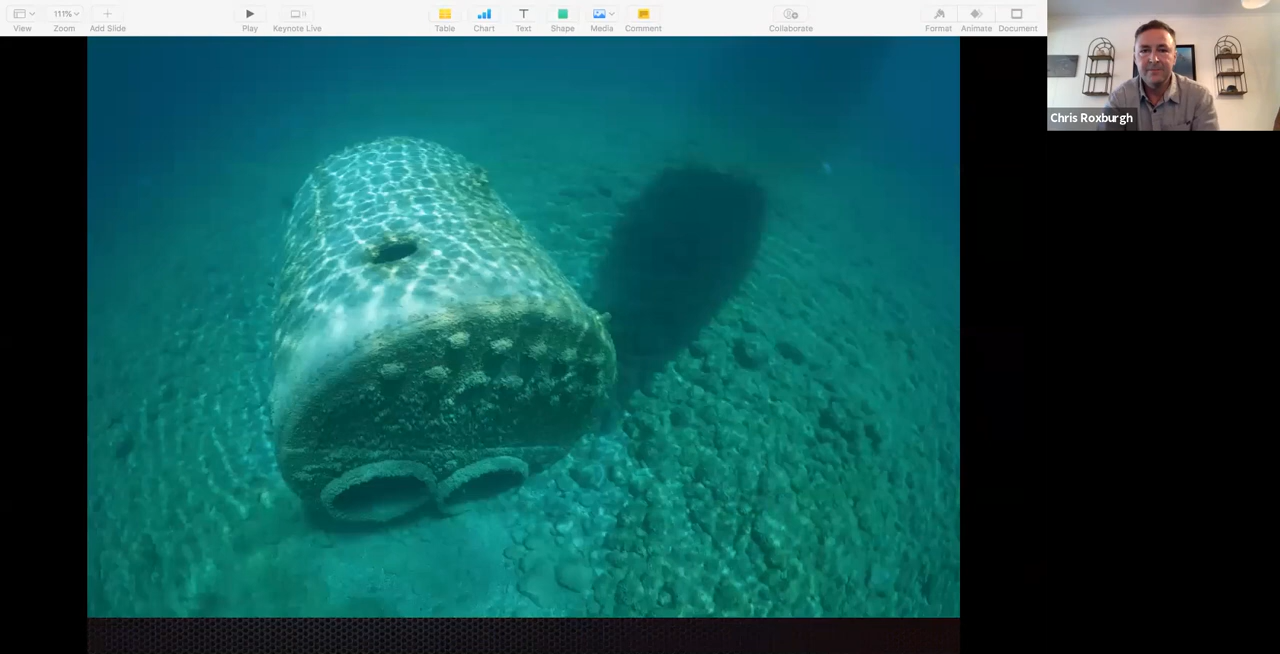 111%
View
Zoom
Add Slide
Play
Keynote Live
Table
Chart
Text
Shape
Media
Comment
Collaborate
Format
Animate
Document
Chris Roxburgh